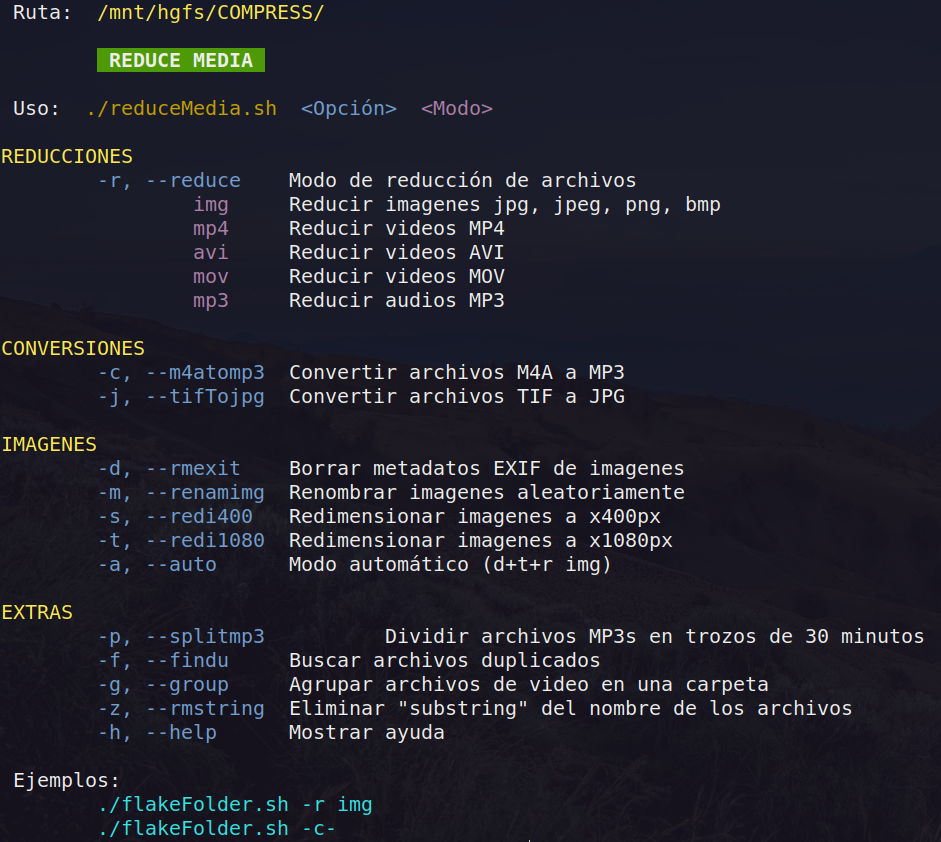 Ruta: /mnt/hgfs/COMPRESS/
REDUCE MEDIA
Uso: ./reduceMedia.sh <Opción> <Modo>
REDUCCIONES
-r, --reduce Modo de reducción de archivos
img Reducir imagenes jpg, jpeg, png, bmp
mp4 Reducir videos MP4
avi Reducir videos AVI
mov Reducir videos MOV
mp3 Reducir audios MP3
CONVERSIONES
-c, --m4atomp3 Convertir archivos M4A a MP3
-j, --tifTojpg Convertir archivos TIF a JPG
IMAGENES
-d, --rmexit Borrar metadatos EXIF de imagenes
-m, --renamimg Renombrar imagenes aleatoriamente
-s, --redi400 Redimensionar imagenes a x400px
-t, --redi1080 Redimensionar imagenes a x1080px
-a, --auto Modo automático (d+t+r img)
EXTRAS
-p, --splitmp3 Dividir archivos MP3s en trozos de 30 minutos
-f, --findu Buscar archivos duplicados
-g, --group Agrupar archivos de video en una carpeta
-z, --rmstring Eliminar "substring" del nombre de los archivos
-h, --help Mostrar ayuda
Ejemplos:
./flakeFolder.sh -r img
./flakeFolder.sh -c-